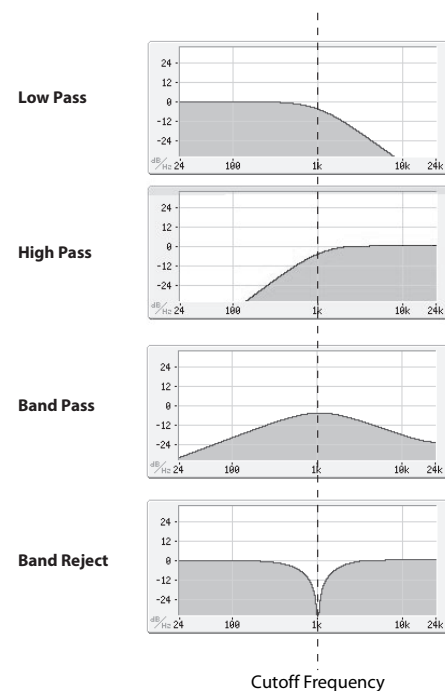 Low Pass
24
12
0
-12
-24
dB/Hz 24 100 1k 10k 24k
High Pass
24
12
0
-12
-24
dB/Hz 24 100 1k 10k 24k
Band Pass
24
12
0
-12
-24
dB/Hz 24 100 1k 10k 24k
Band Reject
24
12
0
-12
-24
dB/Hz 24 100 1k 10k 24k
Cutoff Frequency